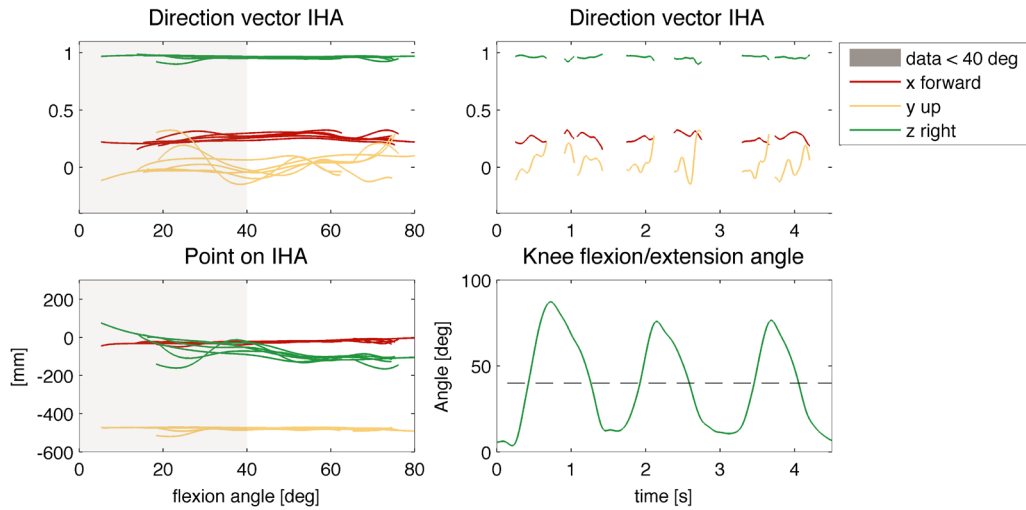 Direction vector IHA
1
0.5
0
0 20 40 60 80
Direction vector IHA
1
0.5
0
0 1 2 3 4
data < 40 deg
x forward
y up
z right
Point on IHA
200
0
-200
-400
-600
[mm]
0 20 40 60 80
flexion angle [deg]
Knee flexion/extension angle
100
50
0
Angle [deg]
0 1 2 3 4
time [s]